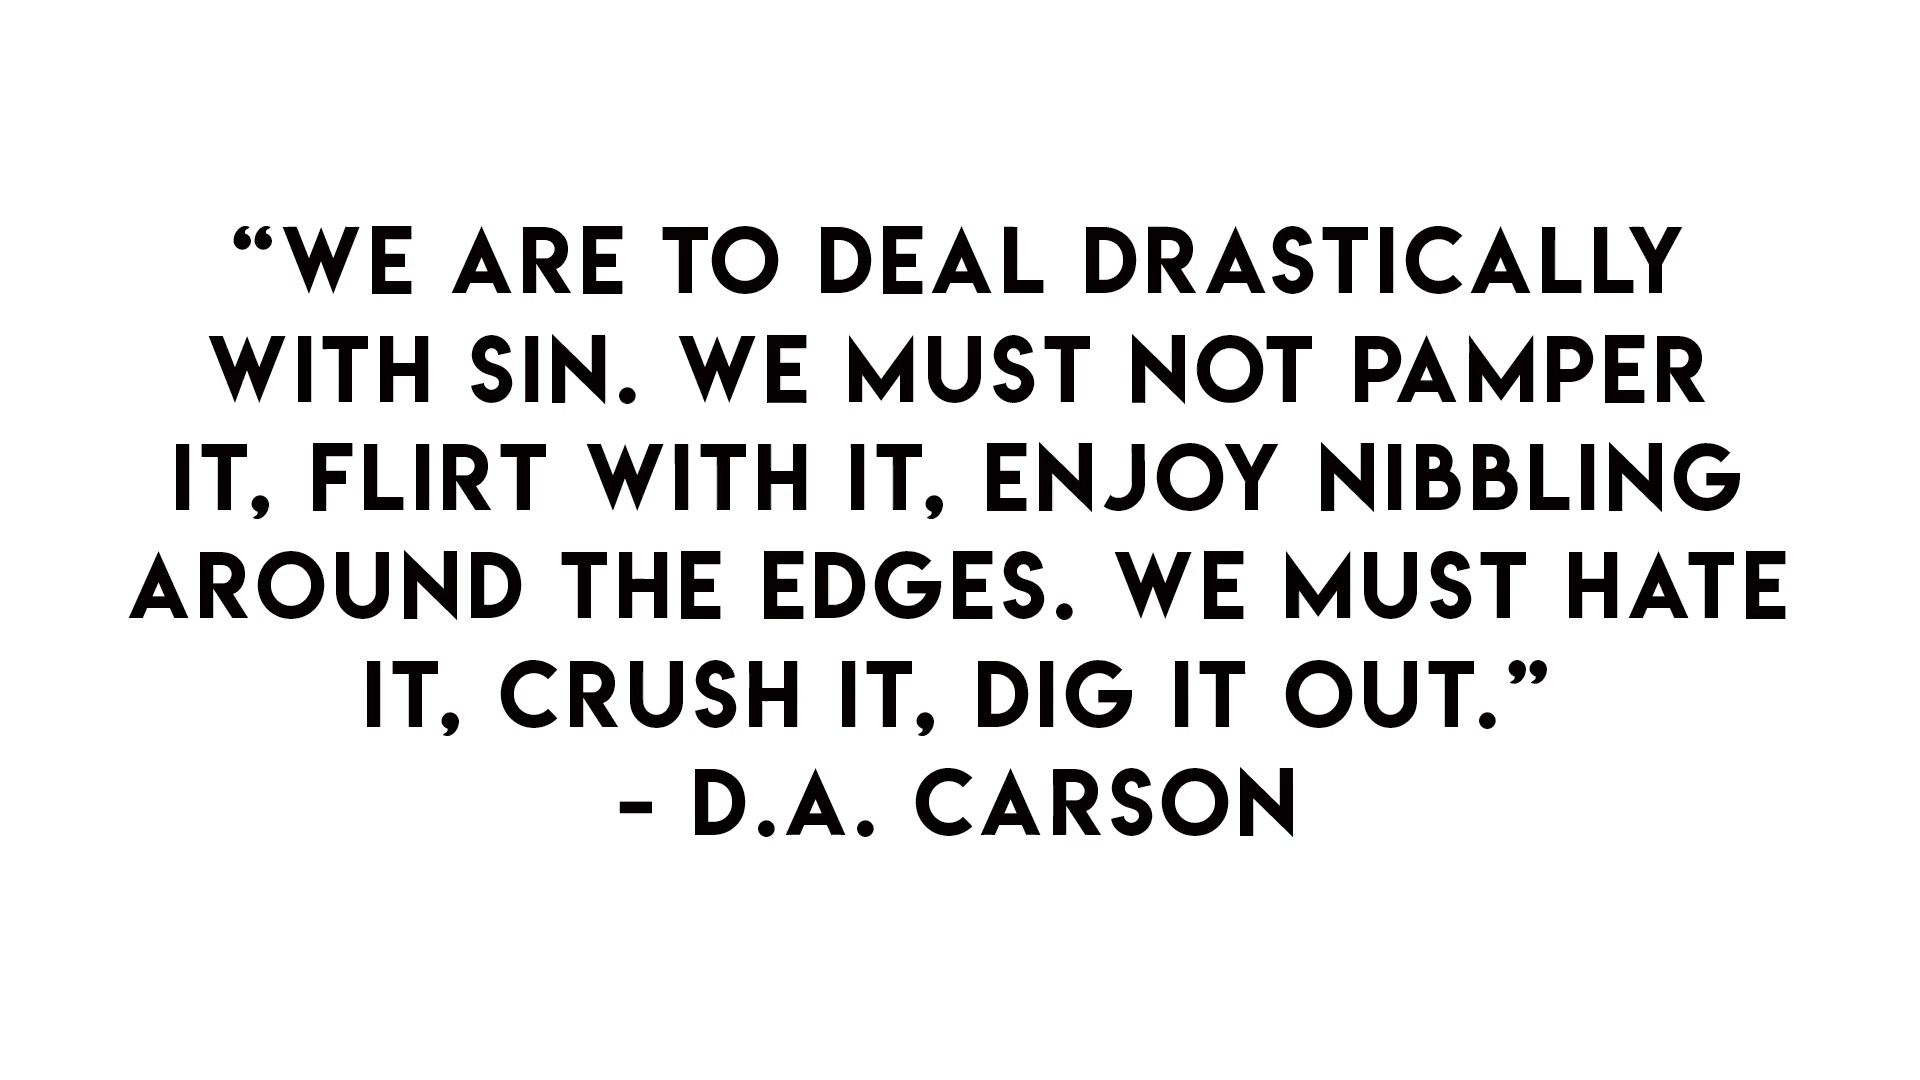 “WE ARE TO DEAL DRASTICALLY
WITH SIN. WE MUST NOT PAMPER
IT, FLIRT WITH IT, ENJOY NIBBLING
AROUND THE EDGES. WE MUST HATE
IT, CRUSH IT, DIG IT OUT.”
- D.A. CARSON